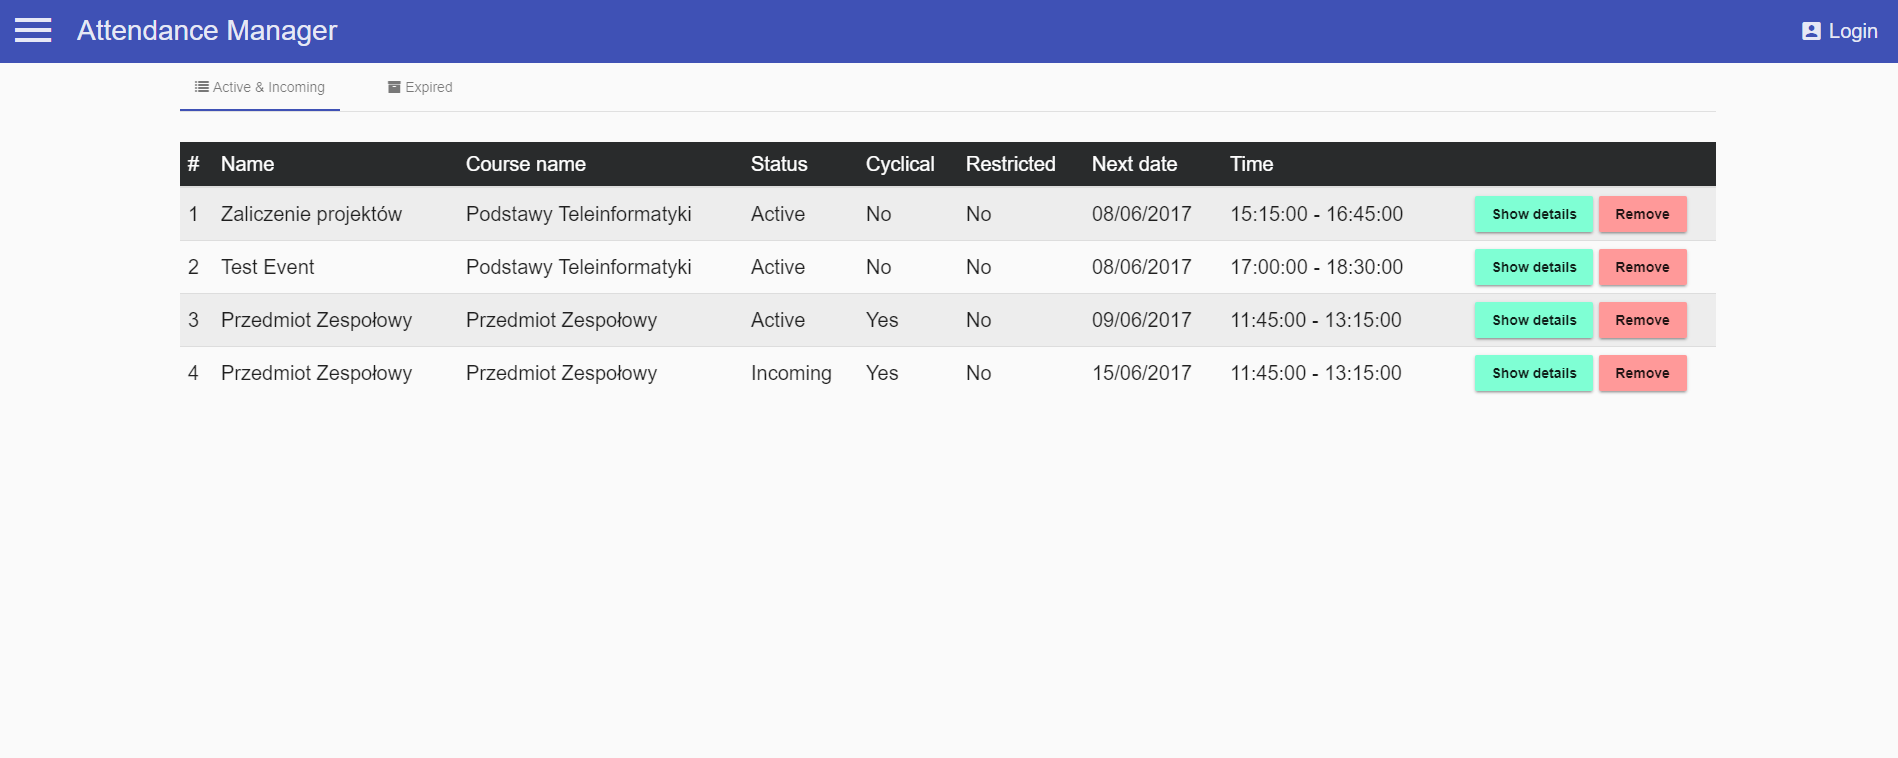 Attendance Manager
Login
Active & Incoming
Expired
# Name Course name Status Cyclical Restricted Next date Time
1 Zaliczenie projektów Podstawy Teleinformatyki Active No No 08/06/2017 15:15:00 - 16:45:00 Show details Remove
2 Test Event Podstawy Teleinformatyki Active No No 08/06/2017 17:00:00 - 18:30:00 Show details Remove
3 Przedmiot Zespołowy Przedmiot Zespołowy Active Yes No 09/06/2017 11:45:00 - 13:15:00 Show details Remove
4 Przedmiot Zespołowy Przedmiot Zespołowy Incoming Yes No 15/06/2017 11:45:00 - 13:15:00 Show details Remove